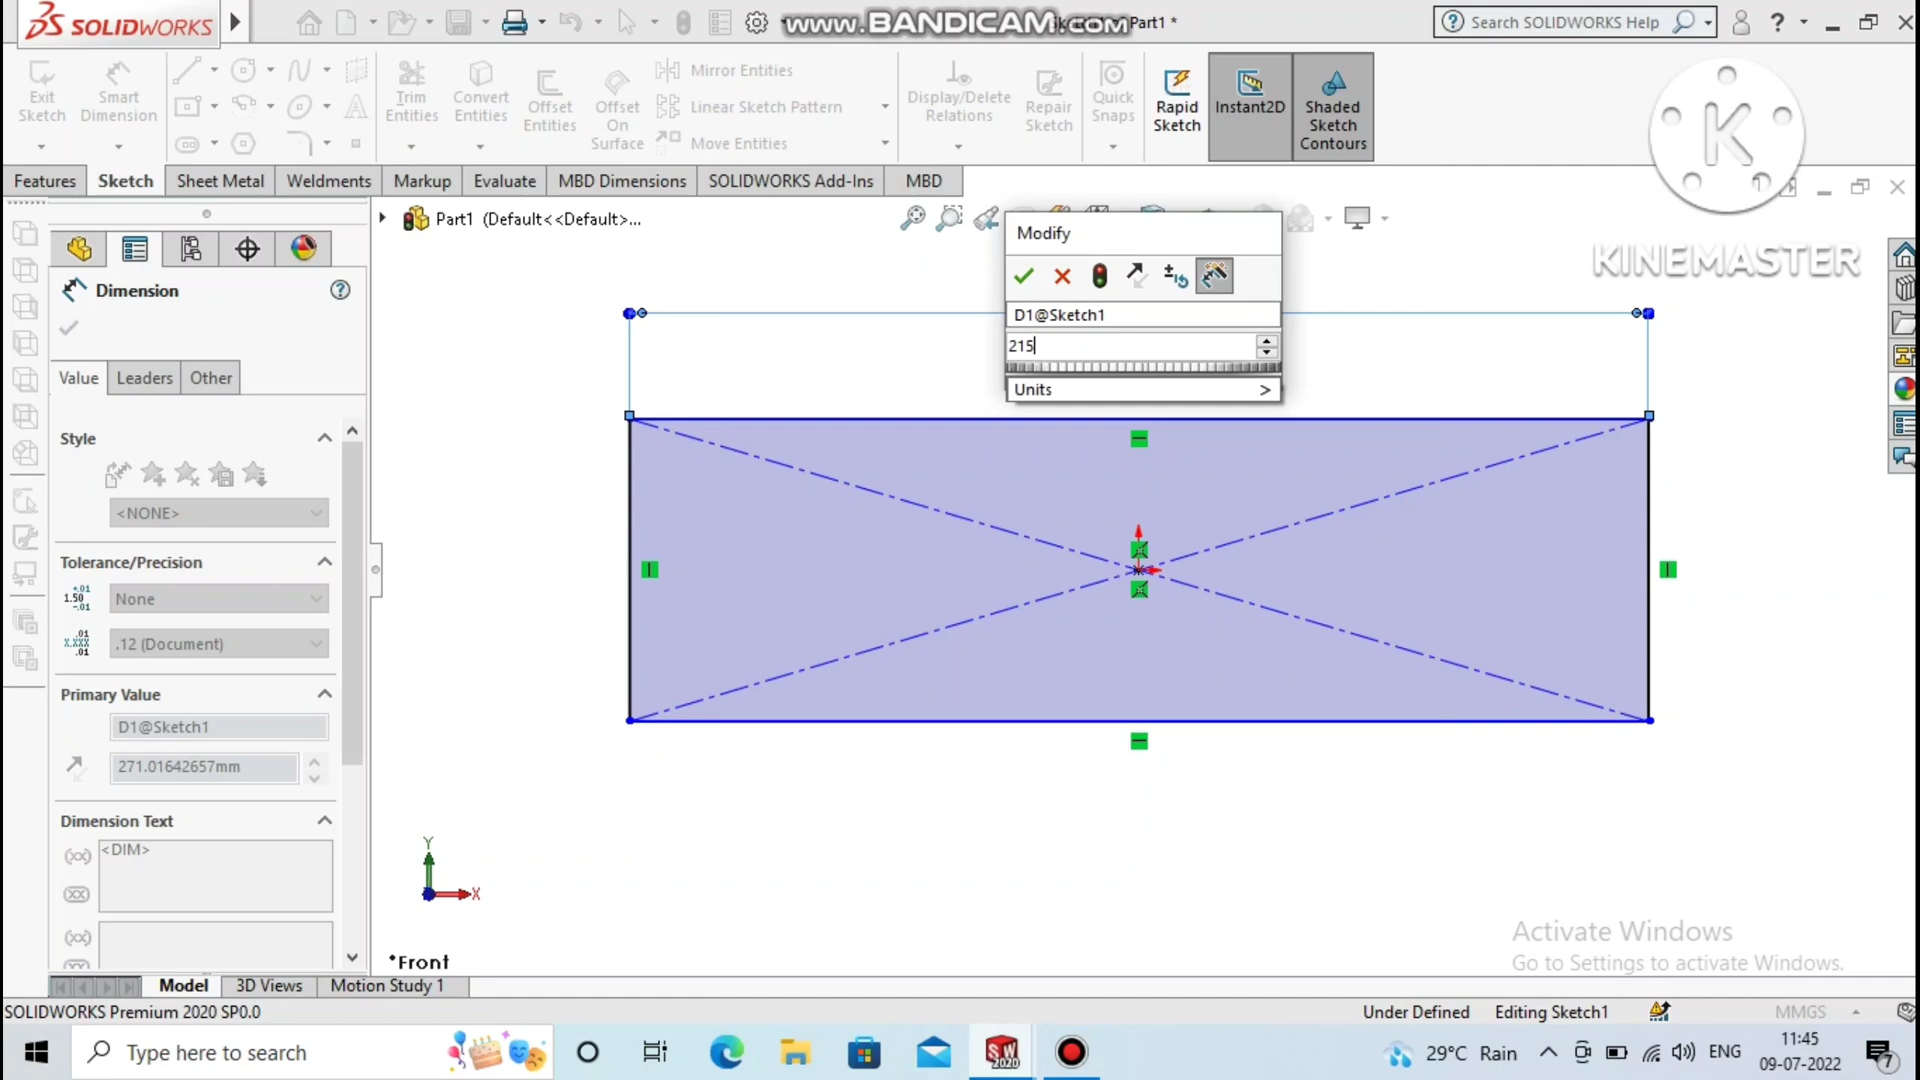 SOLIDWORKS
www.BANDICAM.com
Part1 *
Search SOLIDWORKS Help
?
Exit Sketch
Smart Dimension
Trim Entities
Convert Entities
Offset Entities
Offset On Surface
Mirror Entities
Linear Sketch Pattern
Move Entities
Display/Delete Relations
Repair Sketch
Quick Snaps
Rapid Sketch
Instant2D
Shaded Sketch Contours
K
KINEMASTER
Features
Sketch
Sheet Metal
Weldments
Markup
Evaluate
MBD Dimensions
SOLIDWORKS Add-Ins
MBD
Part1 (Default<<Default>...
Modify
D1@Sketch1
215
Units >
Dimension
Value
Leaders
Other
Style
<NONE>
Tolerance/Precision
None
.12 (Document)
Primary Value
D1@Sketch1
271.01642657mm
Dimension Text
<DIM>
Y
X
*Front
Activate Windows
Go to Settings to activate Windows.
Model
3D Views
Motion Study 1
SOLIDWORKS Premium 2020 SP0.0
Under Defined
Editing Sketch1
MMGS
Type here to search
SW
2020
29°C Rain
ENG
11:45
09-07-2022
7